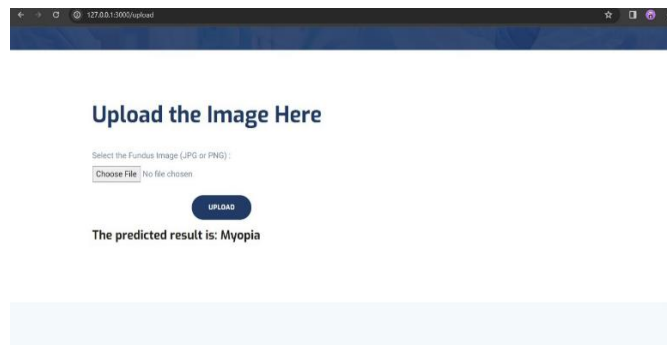 127.0.0.1:3000/upload
Upload the Image Here
Select the Fundus Image (JPG or PNG) :
Choose File No file chosen
UPLOAD
The predicted result is: Myopia